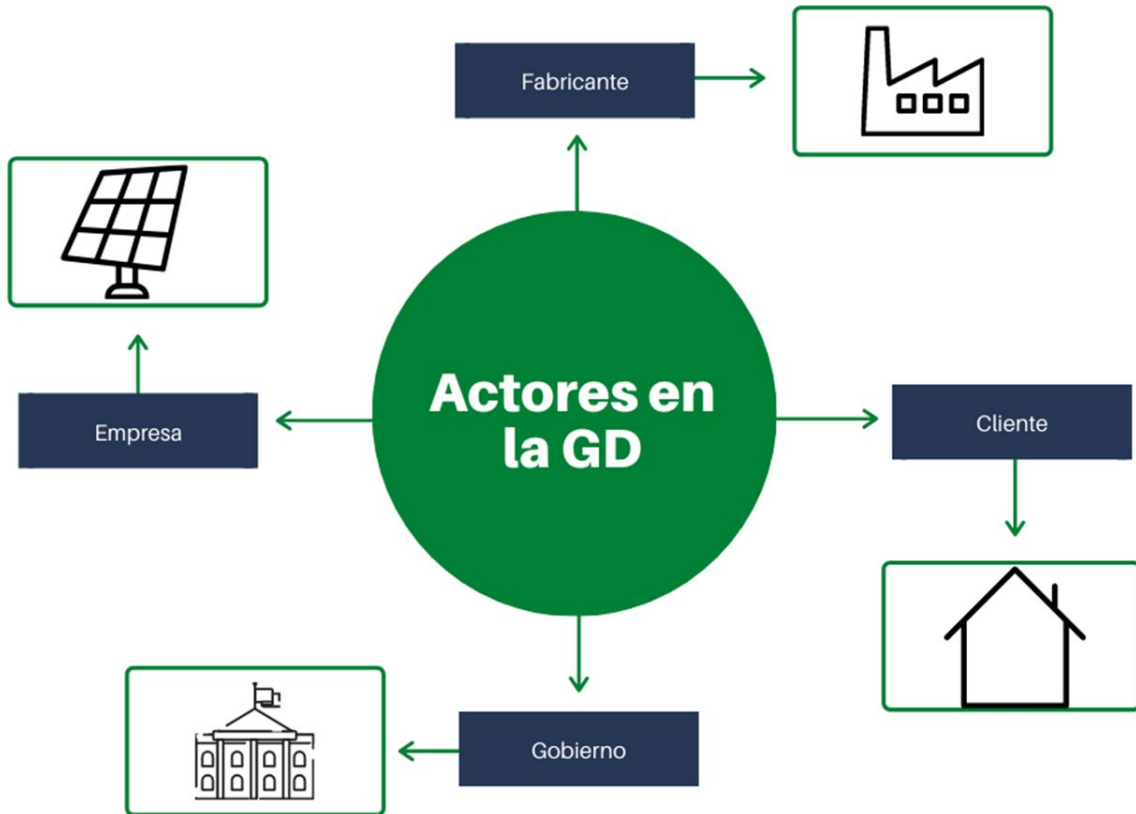 Fabricante
Actores en
la GD
Empresa
Cliente
Gobierno